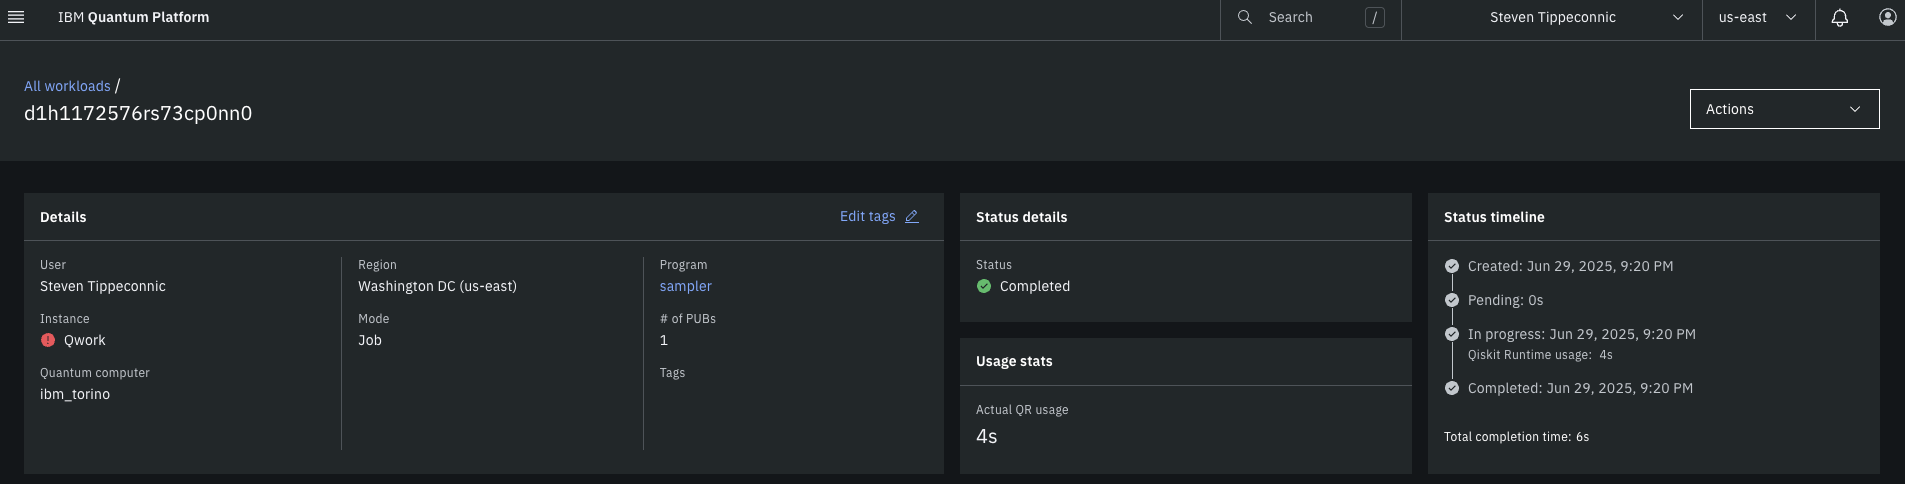 IBM Quantum Platform
Search
/
Steven Tippeconnic
us-east
All workloads /
d1h1172576rs73cp0nn0
Actions
Details
Edit tags
User
Steven Tippeconnic
Instance
Qwork
Quantum computer
ibm_torino
Region
Washington DC (us-east)
Mode
Job
Program
sampler
# of PUBs
1
Tags
Status details
Status
Completed
Usage stats
Actual QR usage
4s
Status timeline
Created: Jun 29, 2025, 9:20 PM
Pending: 0s
In progress: Jun 29, 2025, 9:20 PM
Qiskit Runtime usage: 4s
Completed: Jun 29, 2025, 9:20 PM
Total completion time: 6s